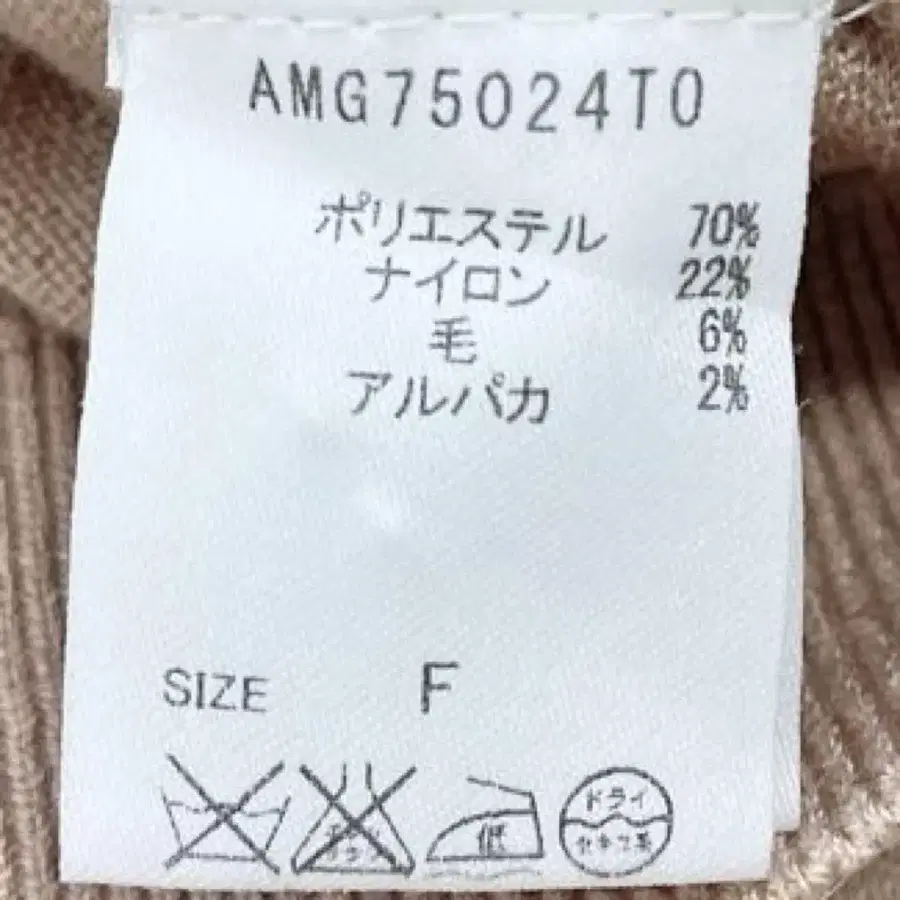 AMG75024T0
ポリエステル 70%
ナイロン 22%
毛 6%
アルパカ 2%
SIZE F
低
ドライ